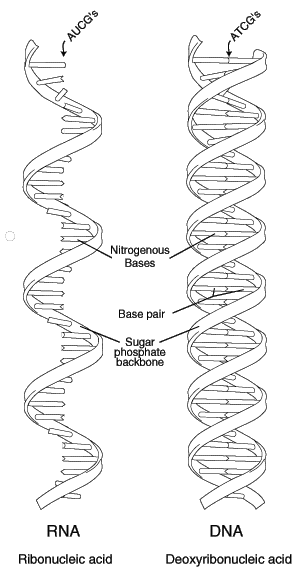 AUCG's
ATCG's
Nitrogenous
Bases
Base pair
Sugar
phosphate
backbone
RNA
DNA
Ribonucleic acid
Deoxyribonucleic acid